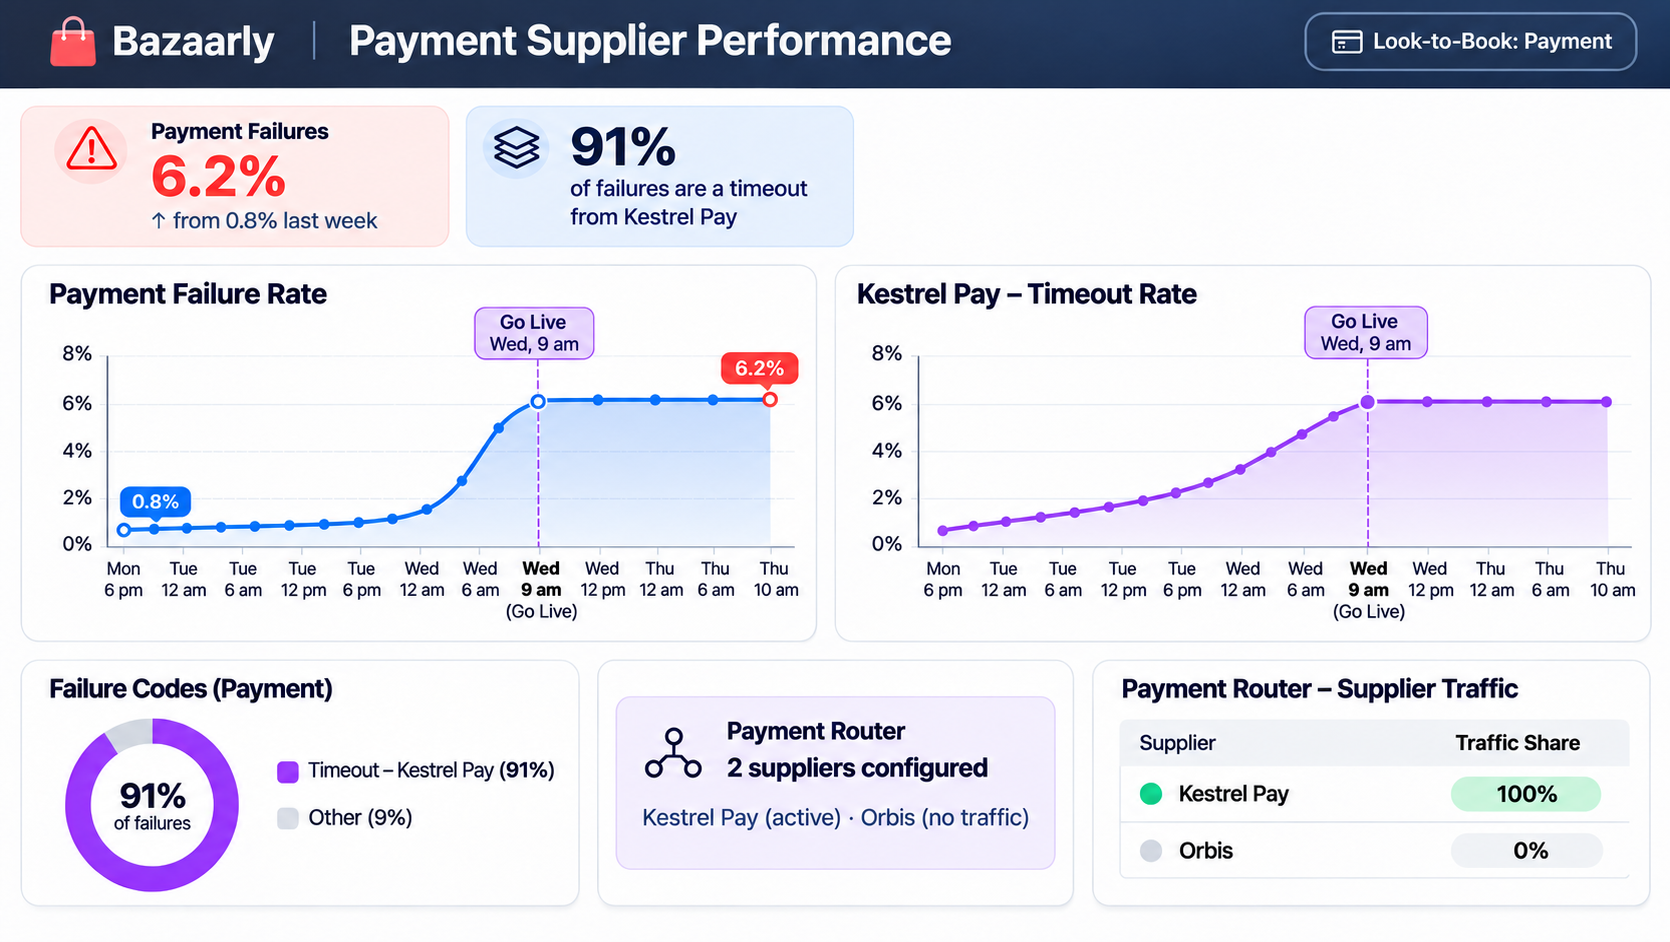 Bazaarly
Payment Supplier Performance
Look-to-Book: Payment
Payment Failures
6.2%
↑ from 0.8% last week
91%
of failures are a timeout
from Kestrel Pay
Payment Failure Rate
Go Live
Wed, 9 am
8%
6%
4%
2%
0%
0.8%
6.2%
Mon 6 pm
Tue 12 am
Tue 6 am
Tue 12 pm
Tue 6 pm
Wed 12 am
Wed 6 am
Wed 9 am (Go Live)
Wed 12 pm
Thu 12 am
Thu 6 am
Thu 10 am
Kestrel Pay – Timeout Rate
Go Live
Wed, 9 am
8%
6%
4%
2%
0%
Mon 6 pm
Tue 12 am
Tue 6 am
Tue 12 pm
Tue 6 pm
Wed 12 am
Wed 6 am
Wed 9 am (Go Live)
Wed 12 pm
Thu 12 am
Thu 6 am
Thu 10 am
Failure Codes (Payment)
91%
of failures
Timeout – Kestrel Pay (91%)
Other (9%)
Payment Router
2 suppliers configured
Kestrel Pay (active) · Orbis (no traffic)
Payment Router – Supplier Traffic
Supplier Traffic Share
Kestrel Pay 100%
Orbis 0%